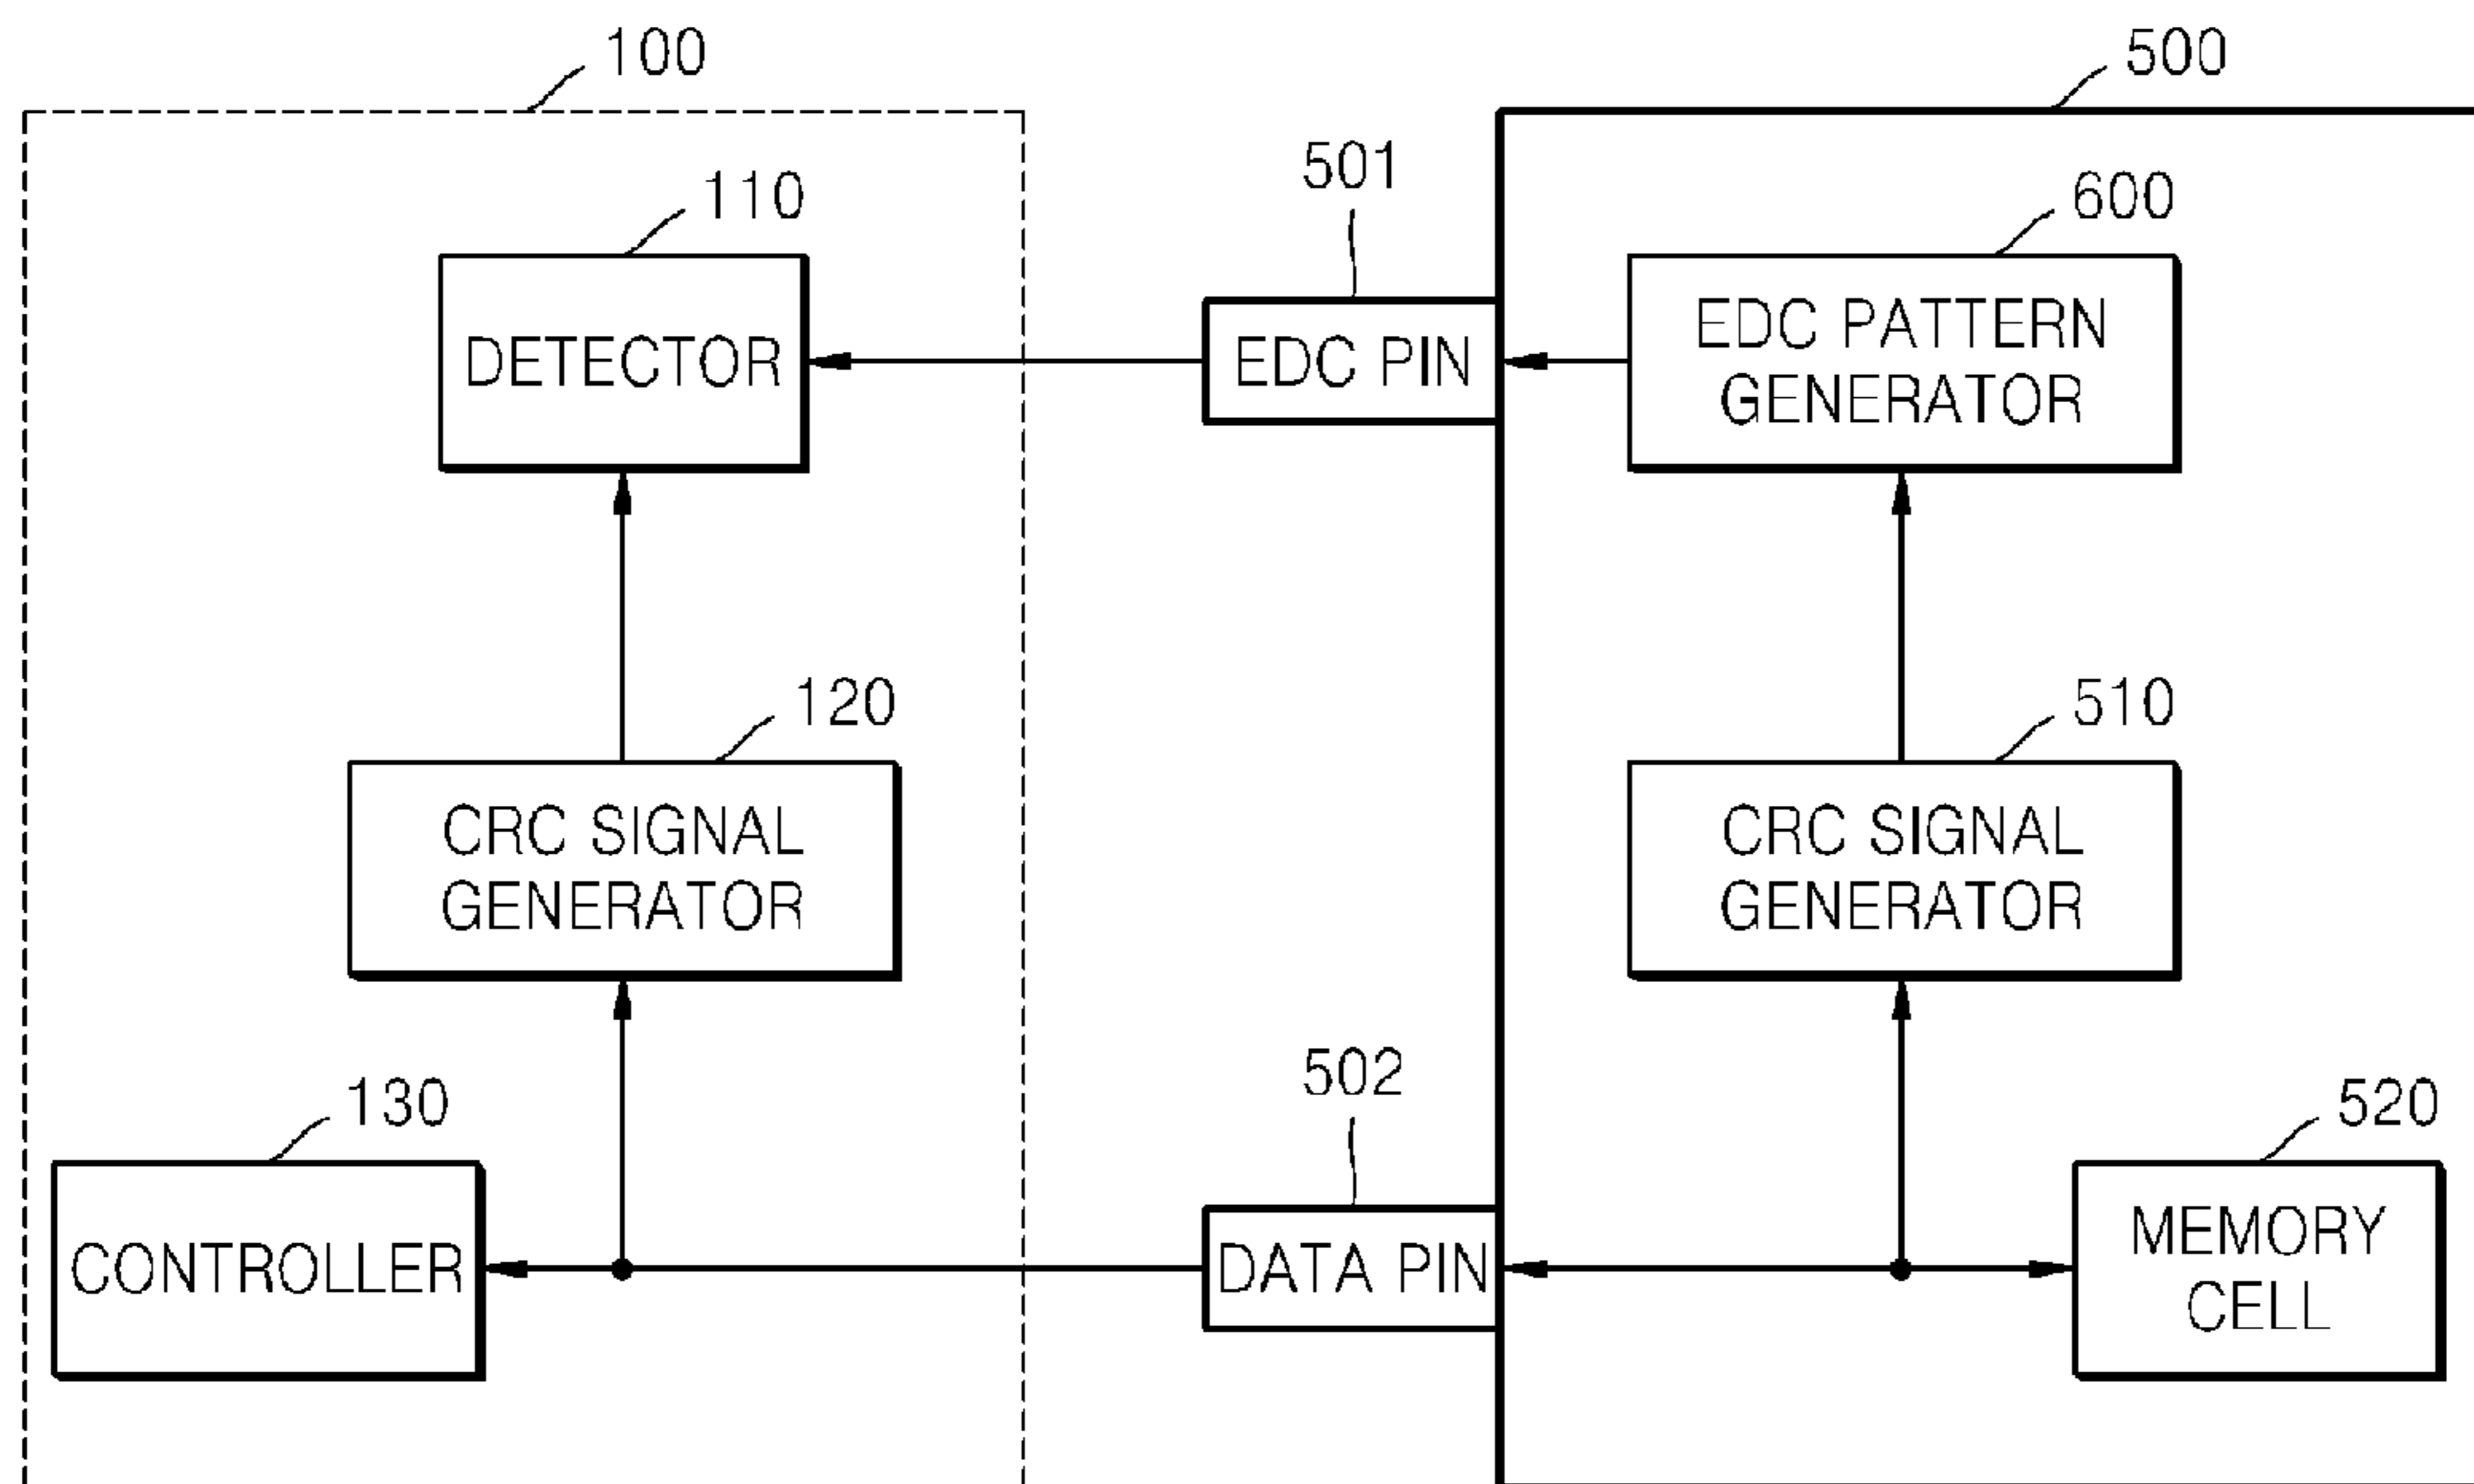 100
500
501
110
600
DETECTOR
EDC PIN
EDC PATTERN
GENERATOR
120
510
CRC SIGNAL
GENERATOR
CRC SIGNAL
GENERATOR
502
130
520
CONTROLLER
DATA PIN
MEMORY
CELL